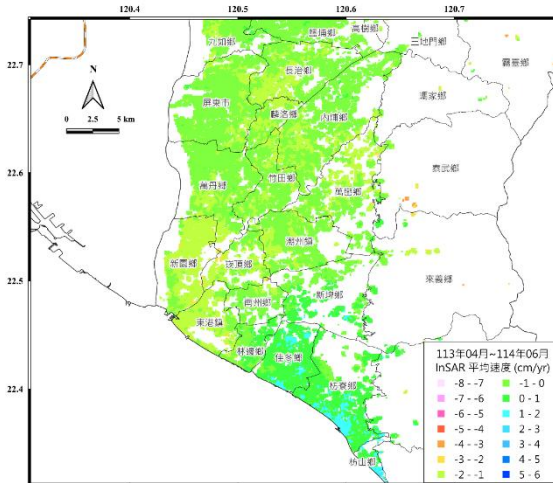 120.4 120.5 120.6 120.7
高樹鄉
九如鄉 鹽埔鄉 三地門鄉
22.7 長治鄉 霧臺鄉
N
屏東市 麟洛鄉 內埔鄉 瑪家鄉
0 2.5 5 km
泰武鄉
22.6 萬丹鄉 竹田鄉 萬巒鄉
潮州鎮
22.5 新園鄉 崁頂鄉 新埤鄉 來義鄉
南州鄉
東港鎮
林邊鄉 佳冬鄉
22.4 枋寮鄉
枋山鄉
113年04月~114年06月
InSAR 平均速度 (cm/yr)
-8 - -7 -1 - 0
-7 - -6 0 - 1
-6 - -5 1 - 2
-5 - -4 2 - 3
-4 - -3 3 - 4
-3 - -2 4 - 5
-2 - -1 5 - 6